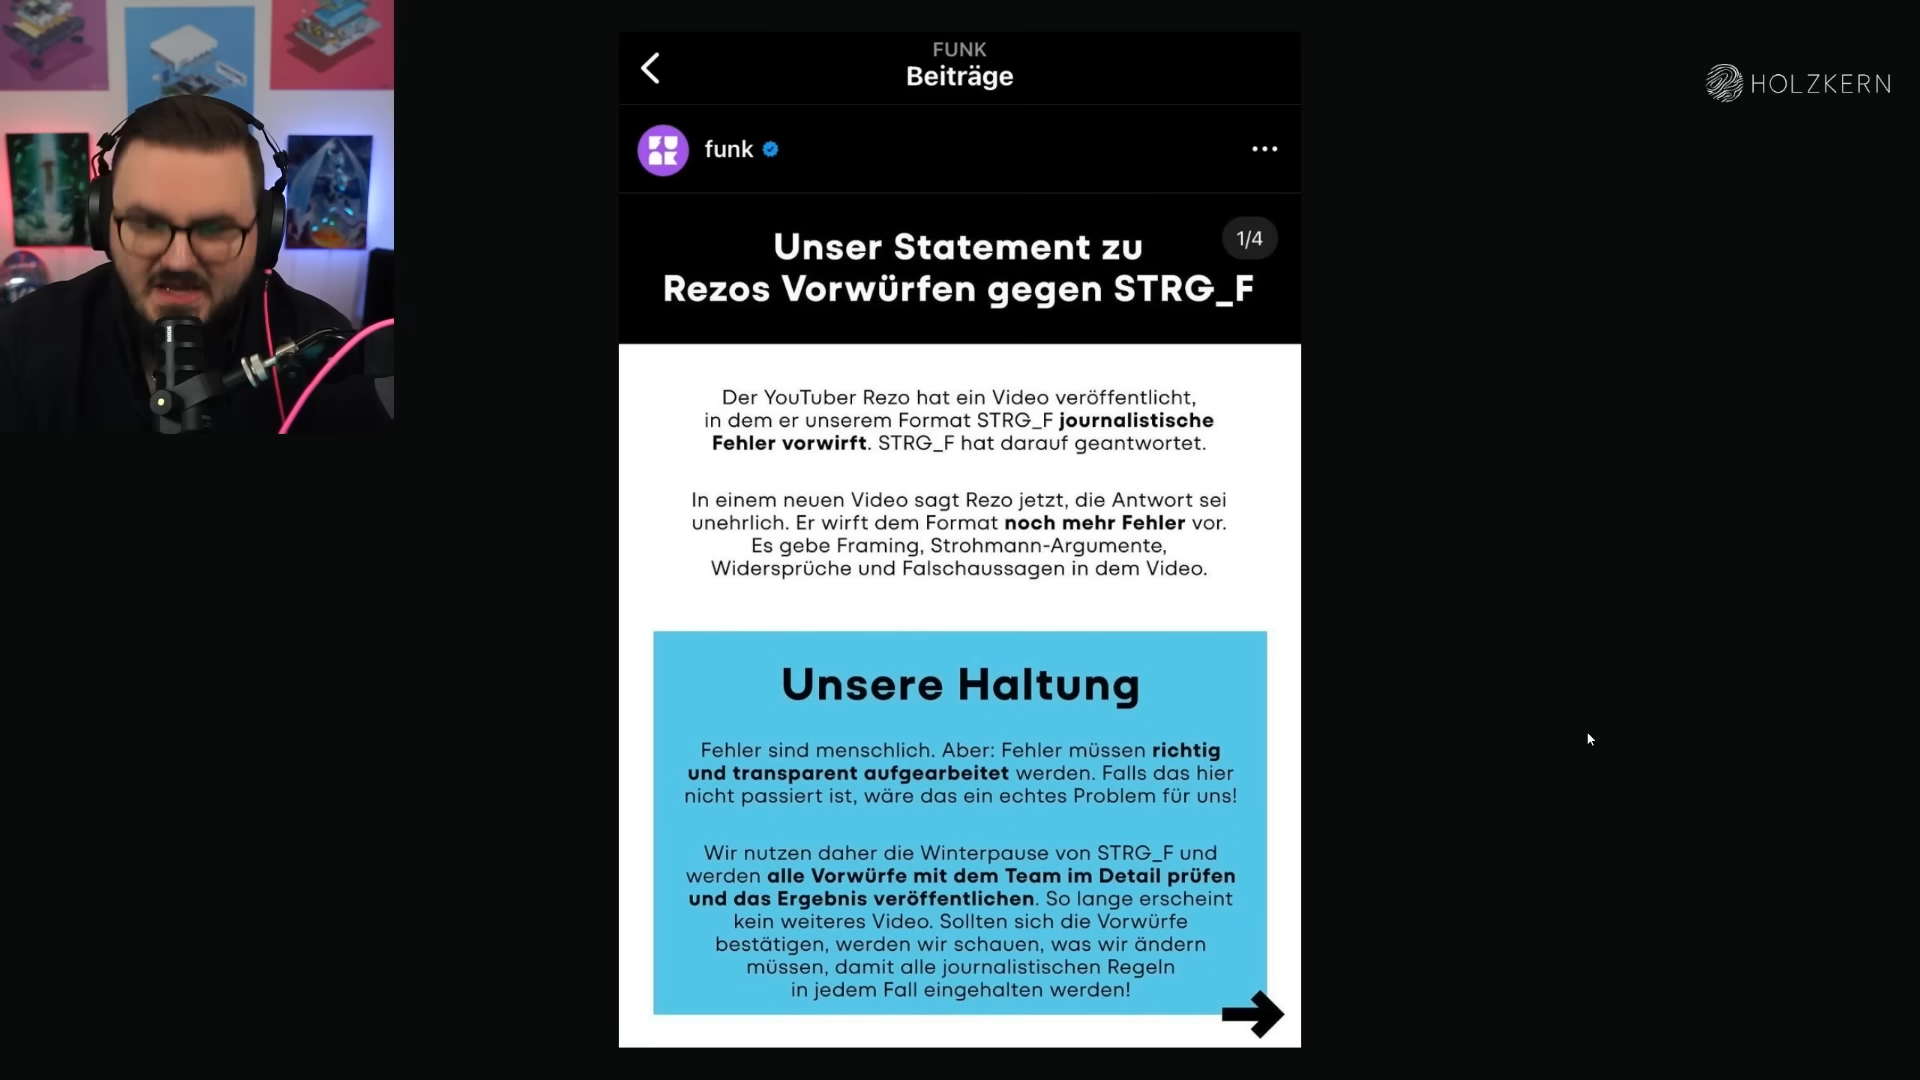 FUNK
Beiträge
HOLZKERN
funk
1/4
Unser Statement zu
Rezos Vorwürfen gegen STRG_F
Der YouTuber Rezo hat ein Video veröffentlicht,
in dem er unserem Format STRG_F journalistische
Fehler vorwirft. STRG_F hat darauf geantwortet.
In einem neuen Video sagt Rezo jetzt, die Antwort sei
unehrlich. Er wirft dem Format noch mehr Fehler vor.
Es gebe Framing, Strohmann-Argumente,
Widersprüche und Falschaussagen in dem Video.
Unsere Haltung
Fehler sind menschlich. Aber: Fehler müssen richtig
und transparent aufgearbeitet werden. Falls das hier
nicht passiert ist, wäre das ein echtes Problem für uns!
Wir nutzen daher die Winterpause von STRG_F und
werden alle Vorwürfe mit dem Team im Detail prüfen
und das Ergebnis veröffentlichen. So lange erscheint
kein weiteres Video. Sollten sich die Vorwürfe
bestätigen, werden wir schauen, was wir ändern
müssen, damit alle journalistischen Regeln
in jedem Fall eingehalten werden!